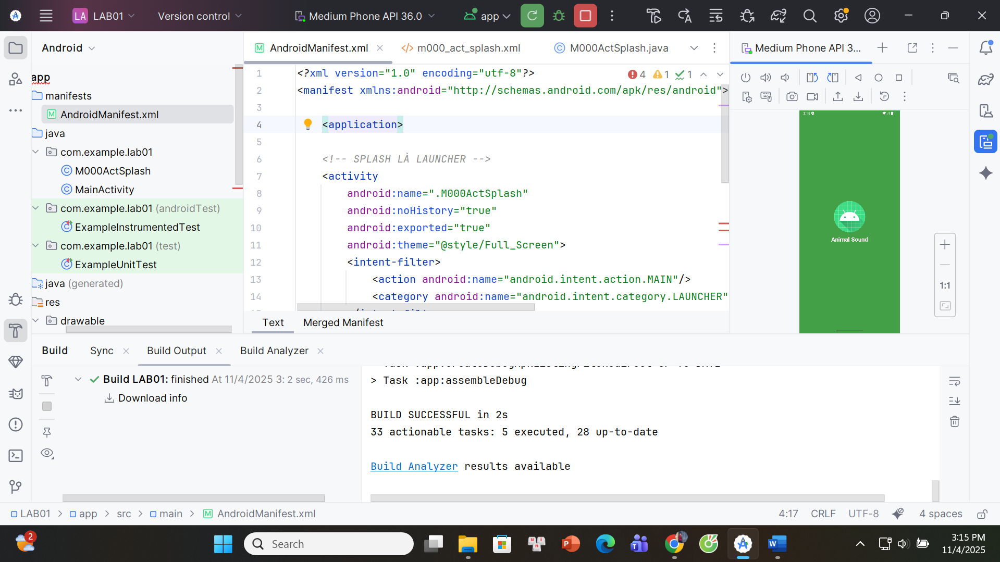 LA LAB01 Version control Medium Phone API 36.0 app
Android
AndroidManifest.xml m000_act_splash.xml M000ActSplash.java
Medium Phone API 3...
app
manifests
AndroidManifest.xml
java
com.example.lab01
M000ActSplash
MainActivity
com.example.lab01 (androidTest)
ExampleInstrumentedTest
com.example.lab01 (test)
ExampleUnitTest
java (generated)
res
drawable
4 1 1
1 <?xml version="1.0" encoding="utf-8"?>
2 <manifest xmlns:android="http://schemas.android.com/apk/res/android">
3
4 <application>
5
6 <!-- SPLASH LÀ LAUNCHER -->
7 <activity
8 android:name=".M000ActSplash"
9 android:noHistory="true"
10 android:exported="true"
11 android:theme="@style/Full_Screen">
12 <intent-filter>
13 <action android:name="android.intent.action.MAIN"/>
14 <category android:name="android.intent.category.LAUNCHER"
Text Merged Manifest
3:15
Animal Sound
1:1
Build Sync Build Output Build Analyzer
Build LAB01: finished At 11/4/2025 3: 2 sec, 426 ms
Download info
> Task :app:assembleDebug
BUILD SUCCESSFUL in 2s
33 actionable tasks: 5 executed, 28 up-to-date
Build Analyzer results available
LAB01 > app > src > main > AndroidManifest.xml
4:17 CRLF UTF-8 4 spaces
2
Search
3:15 PM
11/4/2025